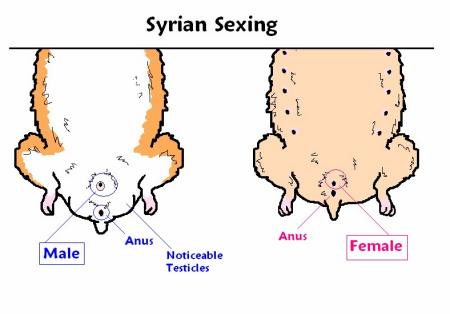 Syrian Sexing
Male
Anus
Noticeable
Testicles
Anus
Female